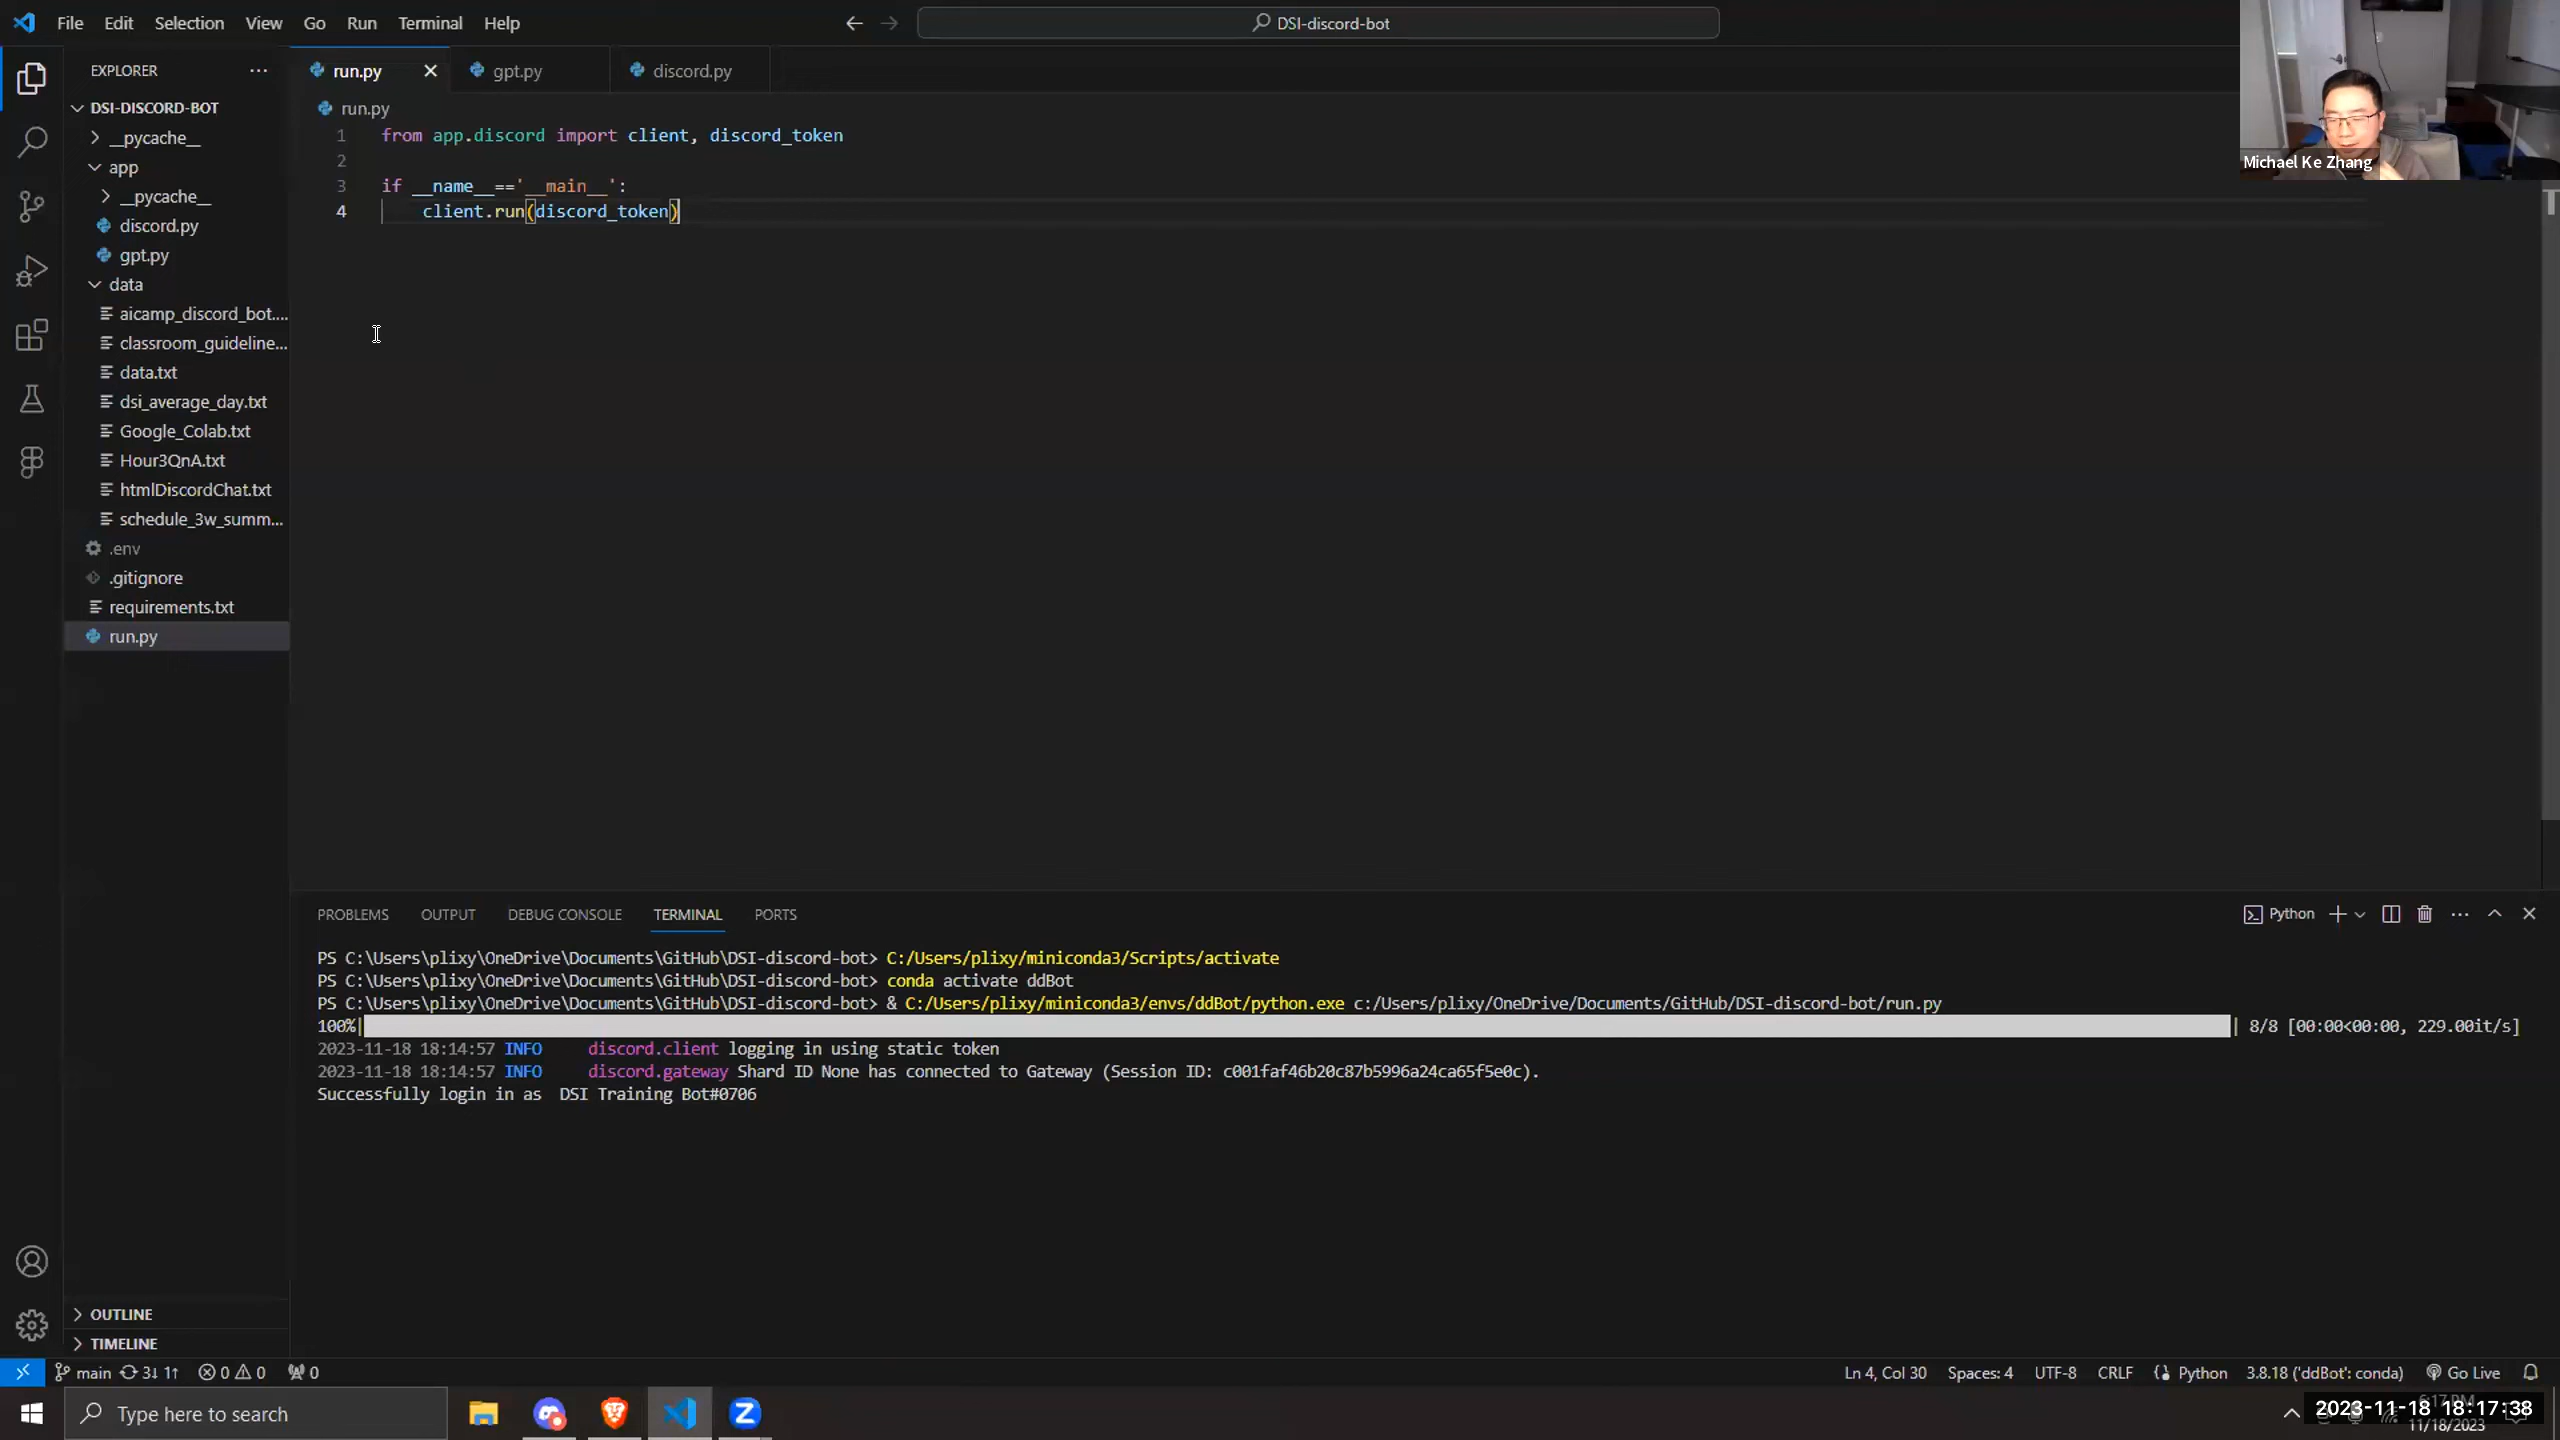 File Edit Selection View Go Run Terminal Help
DSI-discord-bot
Michael Ke Zhang
EXPLORER
DSI-DISCORD-BOT
__pycache__
app
__pycache__
discord.py
gpt.py
data
aicamp_discord_bot....
classroom_guideline...
data.txt
dsi_average_day.txt
Google_Colab.txt
Hour3QnA.txt
htmlDiscordChat.txt
schedule_3w_summ...
.env
.gitignore
requirements.txt
run.py
OUTLINE
TIMELINE
run.py gpt.py discord.py
run.py
1 from app.discord import client, discord_token
2
3 if __name__=='__main__':
4 client.run(discord_token)
PROBLEMS OUTPUT DEBUG CONSOLE TERMINAL PORTS
Python
PS C:\Users\plixy\OneDrive\Documents\GitHub\DSI-discord-bot> C:/Users/plixy/miniconda3/Scripts/activate
PS C:\Users\plixy\OneDrive\Documents\GitHub\DSI-discord-bot> conda activate ddBot
PS C:\Users\plixy\OneDrive\Documents\GitHub\DSI-discord-bot> & C:/Users/plixy/miniconda3/envs/ddBot/python.exe c:/Users/plixy/OneDrive/Documents/GitHub/DSI-discord-bot/run.py
100%| | 8/8 [00:00<00:00, 229.00it/s]
2023-11-18 18:14:57 INFO discord.client logging in using static token
2023-11-18 18:14:57 INFO discord.gateway Shard ID None has connected to Gateway (Session ID: c001faf46b20c87b5996a24ca65f5e0c).
Successfully login in as DSI Training Bot#0706
main 3↓ 1↑ 0 0 0
Ln 4, Col 30 Spaces: 4 UTF-8 CRLF Python 3.8.18 ('ddBot': conda) Go Live
Type here to search
6:17 PM
2023-11-18 18:17:38
11/18/2023